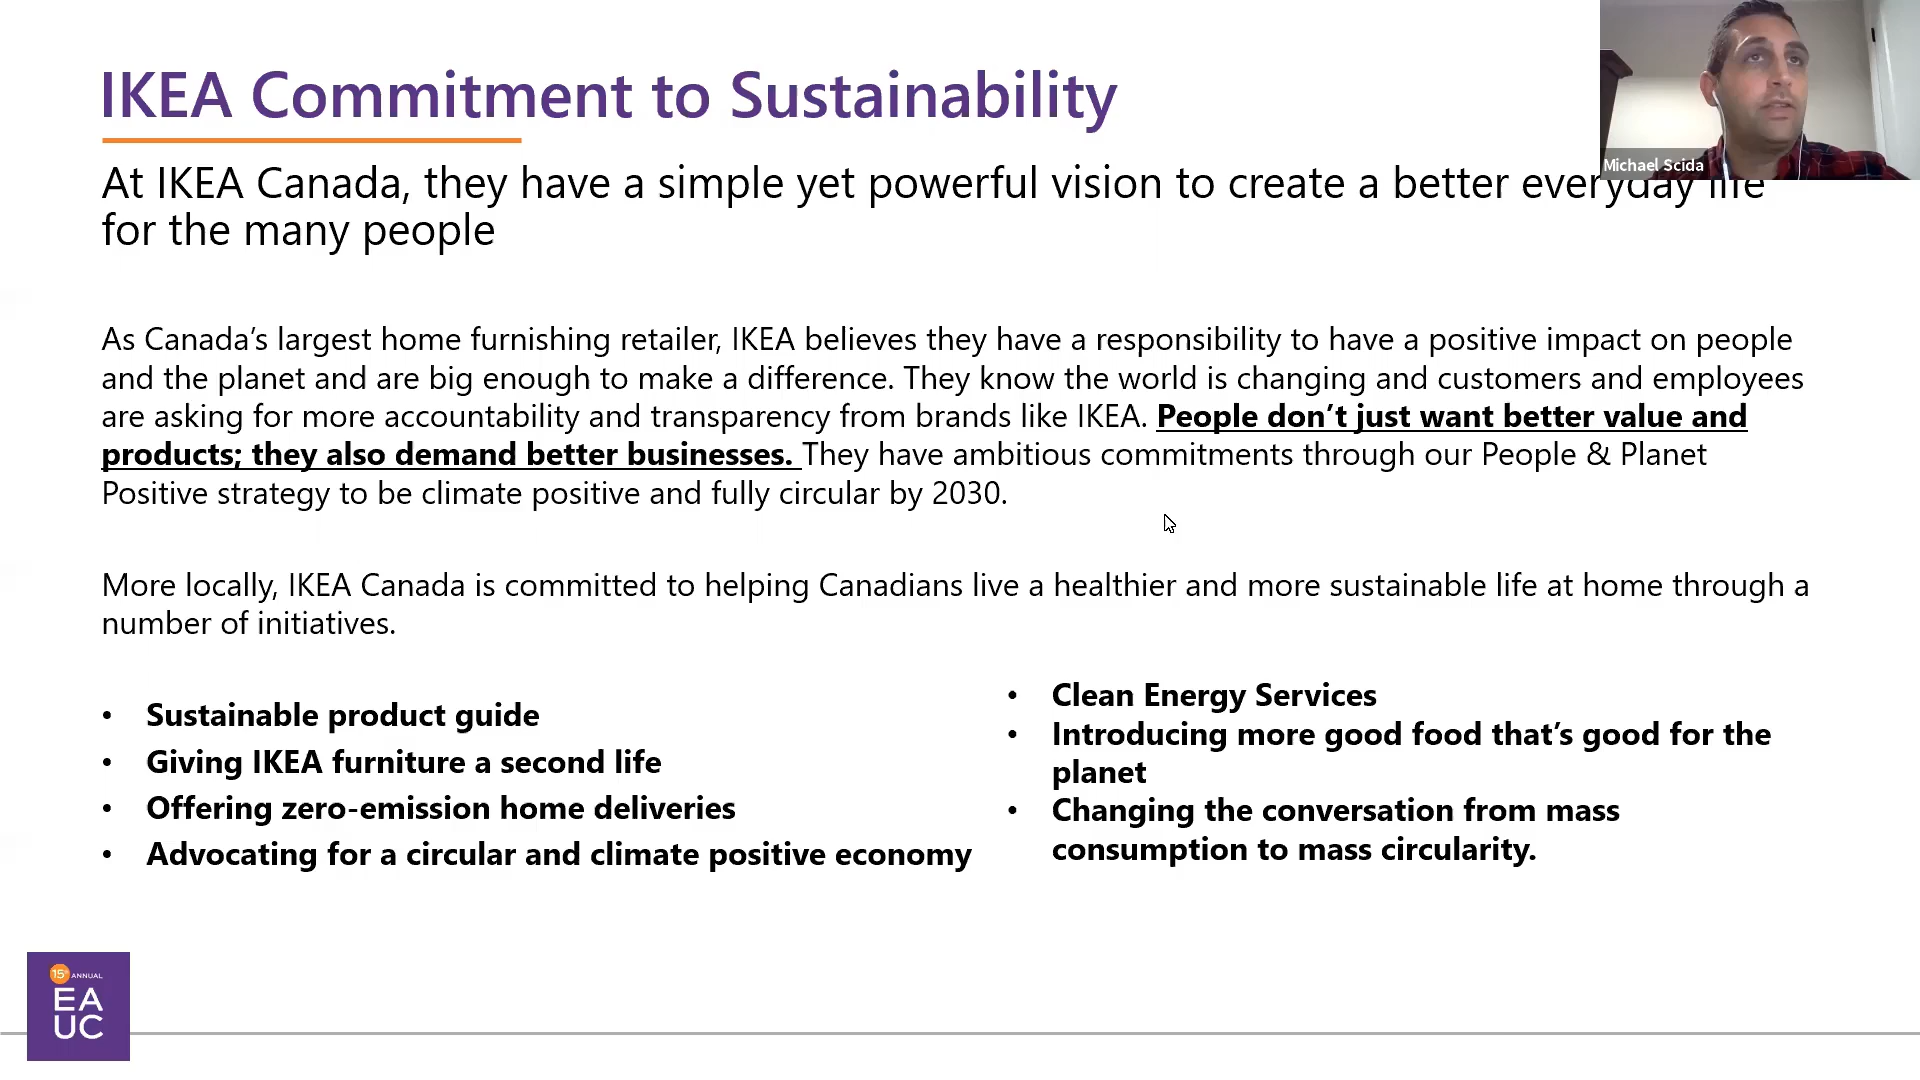 IKEA Commitment to Sustainability
Michael Scida
At IKEA Canada, they have a simple yet powerful vision to create a better everyday life
for the many people
As Canada’s largest home furnishing retailer, IKEA believes they have a responsibility to have a positive impact on people
and the planet and are big enough to make a difference. They know the world is changing and customers and employees
are asking for more accountability and transparency from brands like IKEA. People don’t just want better value and
products; they also demand better businesses. They have ambitious commitments through our People & Planet
Positive strategy to be climate positive and fully circular by 2030.
More locally, IKEA Canada is committed to helping Canadians live a healthier and more sustainable life at home through a
number of initiatives.
• Sustainable product guide
• Giving IKEA furniture a second life
• Offering zero-emission home deliveries
• Advocating for a circular and climate positive economy
• Clean Energy Services
• Introducing more good food that’s good for the
planet
• Changing the conversation from mass
consumption to mass circularity.
15th ANNUAL
EA
UC